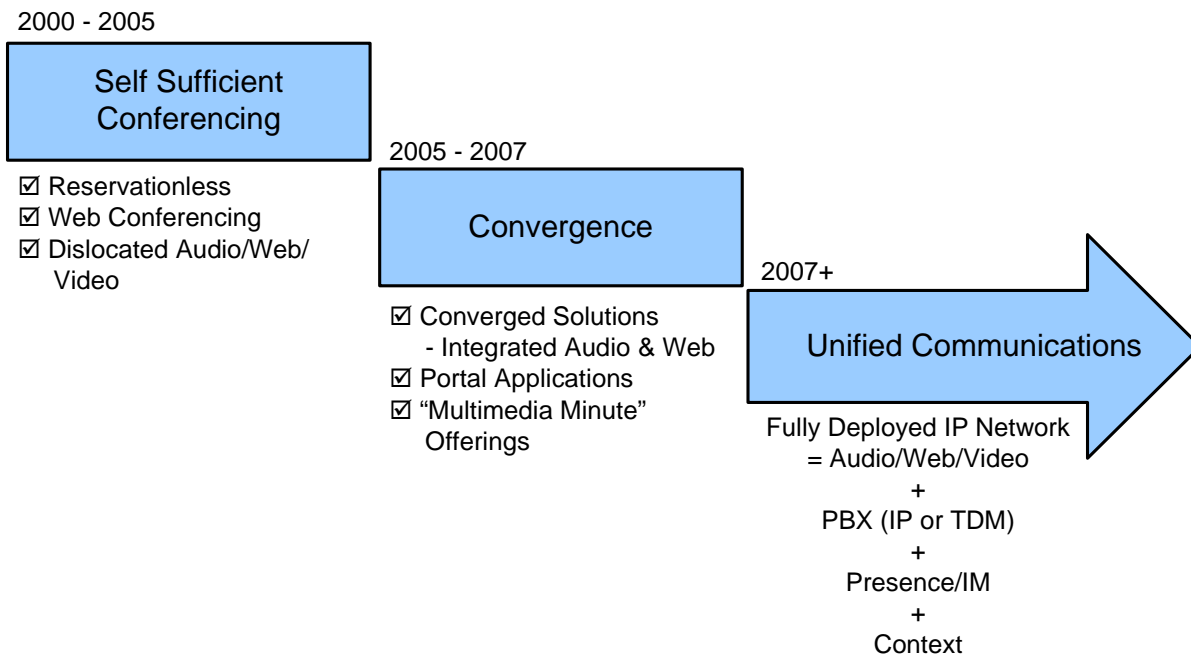 2000 - 2005
Self Sufficient
Conferencing
☑ Reservationless
☑ Web Conferencing
☑ Dislocated Audio/Web/
Video
2005 - 2007
Convergence
☑ Converged Solutions
- Integrated Audio & Web
☑ Portal Applications
☑ “Multimedia Minute”
Offerings
2007+
Unified Communications
Fully Deployed IP Network
= Audio/Web/Video
+
PBX (IP or TDM)
+
Presence/IM
+
Context